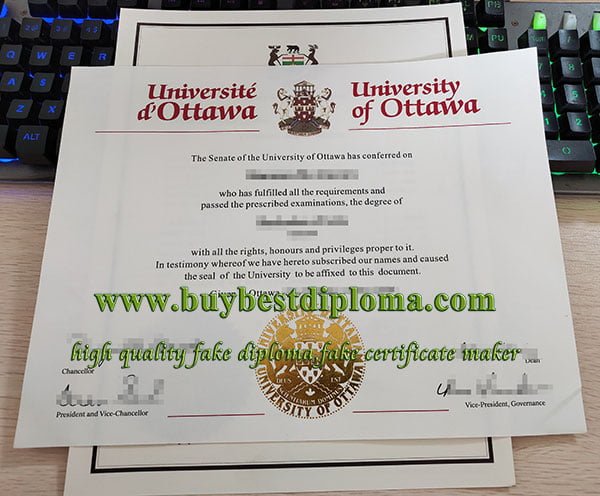 Université
d'Ottawa
University
of Ottawa
The Senate of the University of Ottawa has conferred on
who has fulfilled all the requirements and
passed the prescribed examinations, the degree of
with all the rights, honours and privileges proper to it.
In testimony whereof we have hereto subscribed our names and caused
the seal of the University to be affixed to this document.
Ottawa
www.buybestdiploma.com
high quality fake diploma,fake certificate maker
Chancellor
Dean
President and Vice-Chancellor
Vice-President, Governance
DEUS EST
UNIVERSITY OF OTTAWA
Q W E R
A S D
ALT